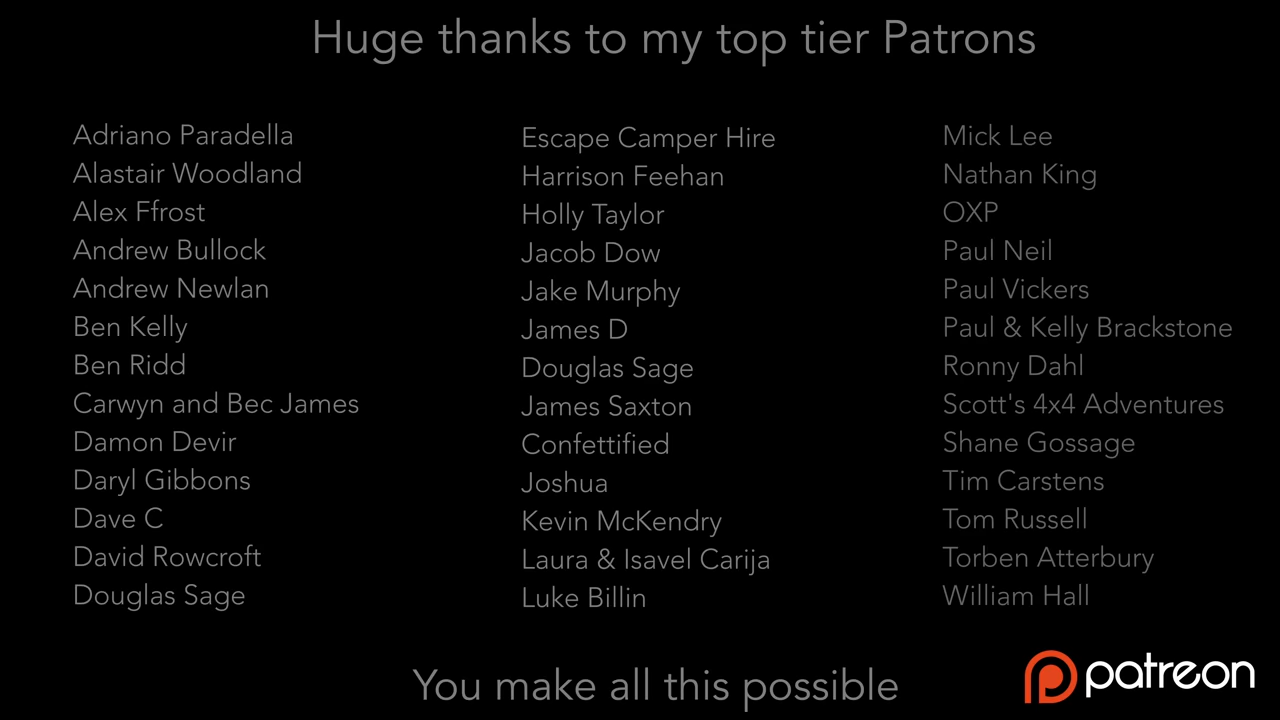 Huge thanks to my top tier Patrons
Adriano Paradella
Alastair Woodland
Alex Ffrost
Andrew Bullock
Andrew Newlan
Ben Kelly
Ben Ridd
Carwyn and Bec James
Damon Devir
Daryl Gibbons
Dave C
David Rowcroft
Douglas Sage
Escape Camper Hire
Harrison Feehan
Holly Taylor
Jacob Dow
Jake Murphy
James D
Douglas Sage
James Saxton
Confettified
Joshua
Kevin McKendry
Laura & Isavel Carija
Luke Billin
Mick Lee
Nathan King
OXP
Paul Neil
Paul Vickers
Paul & Kelly Brackstone
Ronny Dahl
Scott's 4x4 Adventures
Shane Gossage
Tim Carstens
Tom Russell
Torben Atterbury
William Hall
You make all this possible
patreon